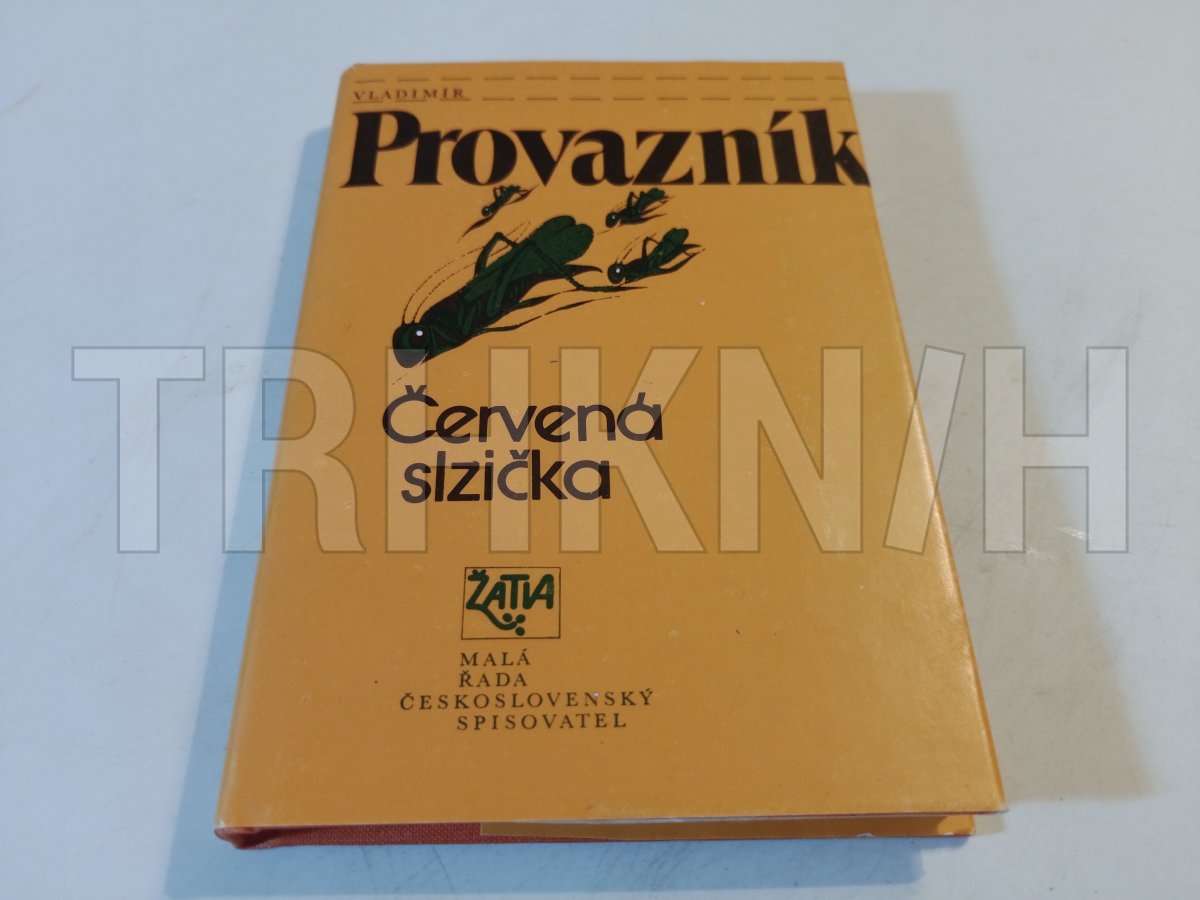 VLADIMÍR
Provazník
Červená
slzička
ŽATVA
MALÁ
ŘADA
ČESKOSLOVENSKÝ
SPISOVATEL
TRHKNIH